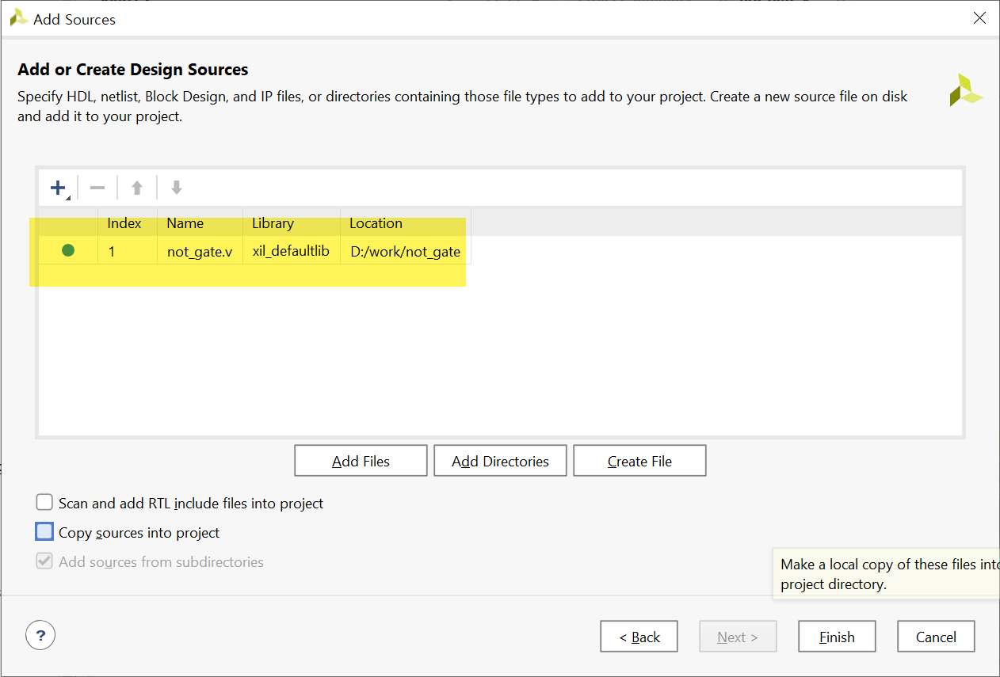 Add Sources
Add or Create Design Sources
Specify HDL, netlist, Block Design, and IP files, or directories containing those file types to add to your project. Create a new source file on disk
and add it to your project.
Index Name Library Location
1 not_gate.v xil_defaultlib D:/work/not_gate
Add Files Add Directories Create File
Scan and add RTL include files into project
Copy sources into project
Add sources from subdirectories
Make a local copy of these files into
project directory.
? < Back Next > Finish Cancel